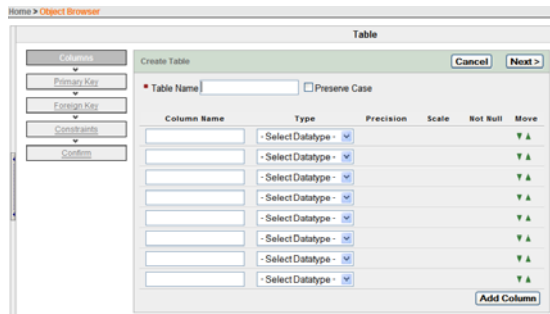 Home > Object Browser
Table
Columns
Primary Key
Foreign Key
Constraints
Confirm
Create Table
Cancel
Next >
* Table Name
Preserve Case
Column Name Type Precision Scale Not Null Move
- Select Datatype -
- Select Datatype -
- Select Datatype -
- Select Datatype -
- Select Datatype -
- Select Datatype -
- Select Datatype -
- Select Datatype -
Add Column